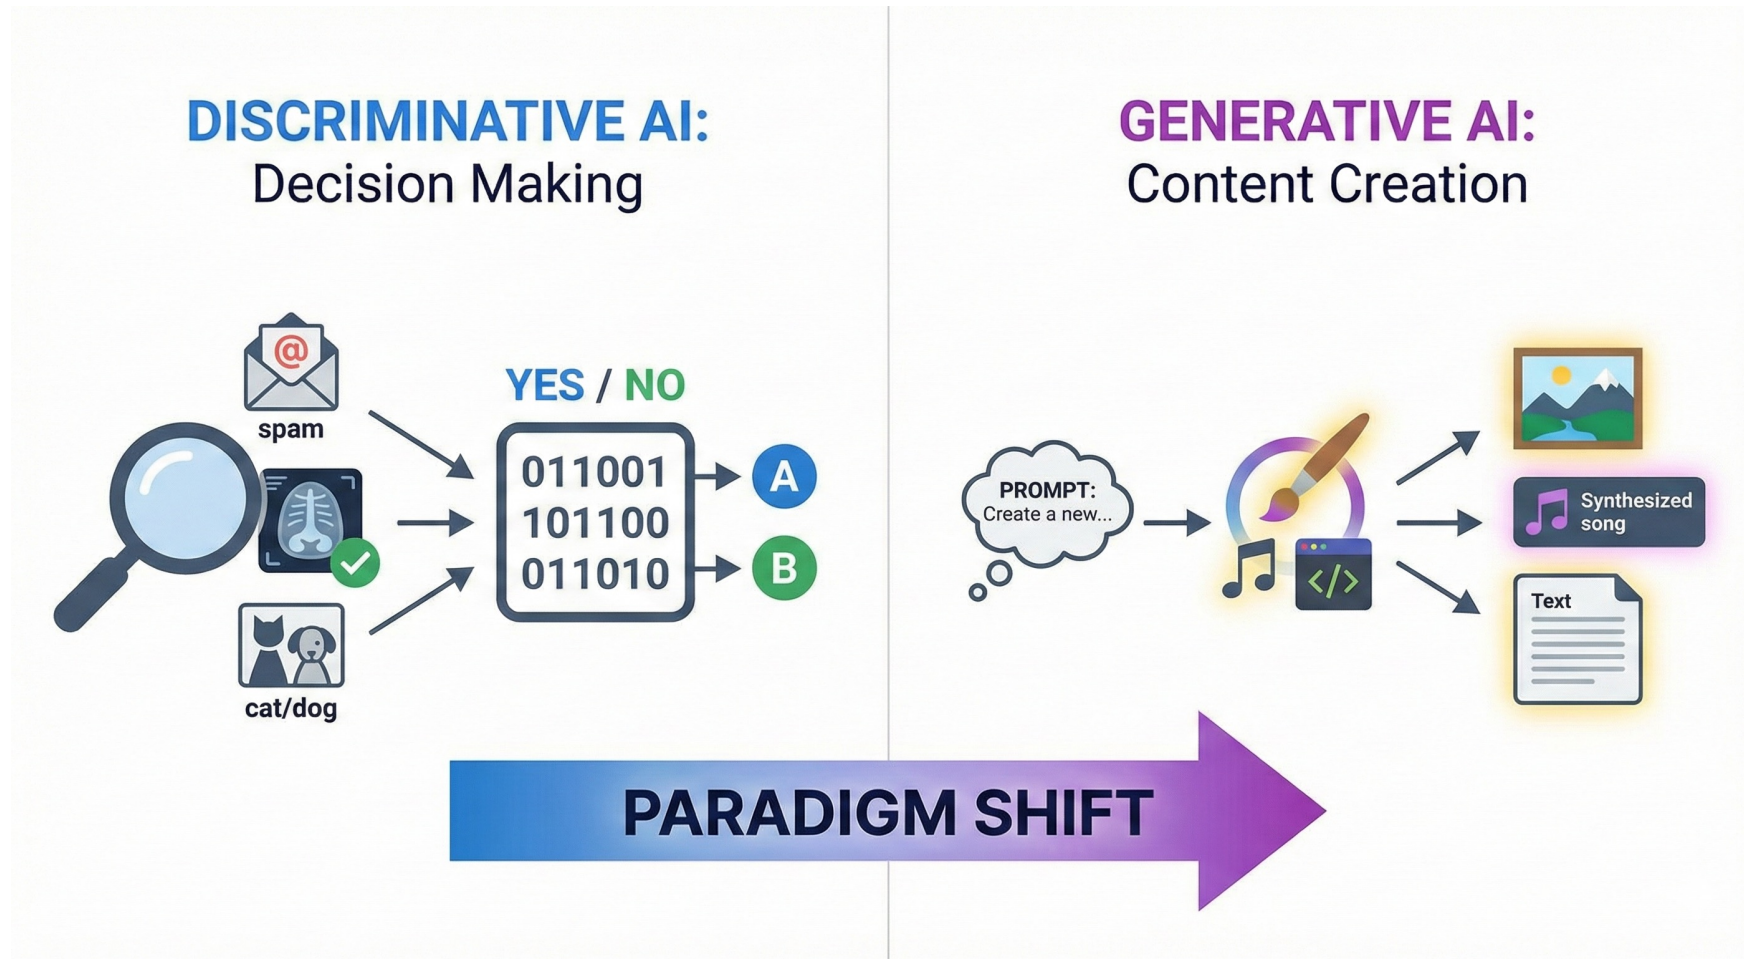 DISCRIMINATIVE AI:
Decision Making
@
spam
cat/dog
YES / NO
011001
101100
011010
A
B
GENERATIVE AI:
Content Creation
PROMPT:
Create a new...
</>
Synthesized
song
Text
PARADIGM SHIFT